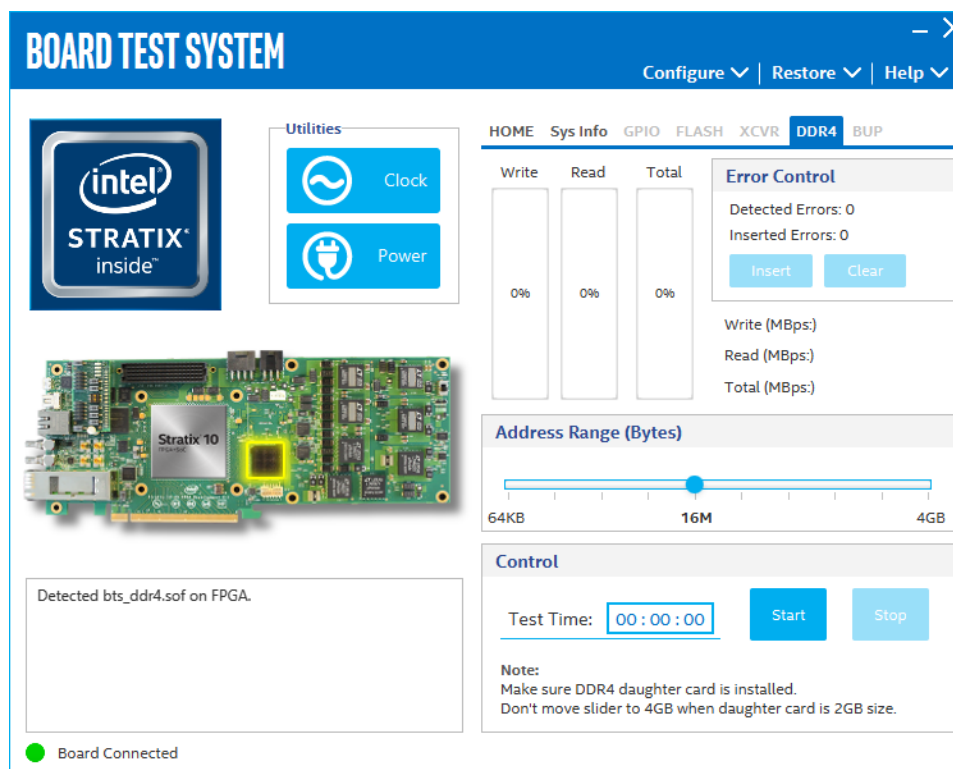 BOARD TEST SYSTEM
Configure | Restore | Help
intel
STRATIX
inside™
Utilities
Clock
Power
HOME Sys Info GPIO FLASH XCVR DDR4 BUP
Write Read Total
0% 0% 0%
Error Control
Detected Errors: 0
Inserted Errors: 0
Insert Clear
Write (MBps:)
Read (MBps:)
Total (MBps:)
Stratix 10
Address Range (Bytes)
64KB 16M 4GB
Control
Test Time: 00 : 00 : 00 Start Stop
Note:
Make sure DDR4 daughter card is installed.
Don't move slider to 4GB when daughter card is 2GB size.
Detected bts_ddr4.sof on FPGA.
Board Connected